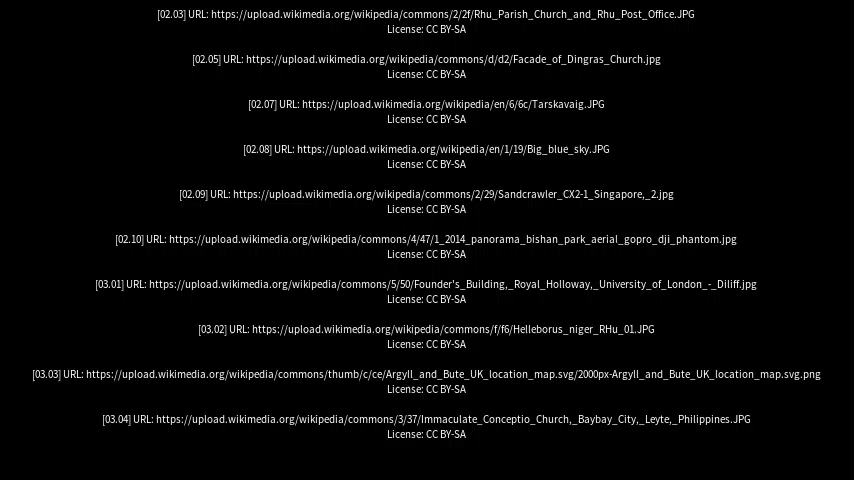 [02.03] URL: https://upload.wikimedia.org/wikipedia/commons/2/2f/Rhu_Parish_Church_and_Rhu_Post_Office.JPG
License: CC BY-SA
[02.05] URL: https://upload.wikimedia.org/wikipedia/commons/d/d2/Facade_of_Dingras_Church.jpg
License: CC BY-SA
[02.07] URL: https://upload.wikimedia.org/wikipedia/en/6/6c/Tarskavaig.JPG
License: CC BY-SA
[02.08] URL: https://upload.wikimedia.org/wikipedia/en/1/19/Big_blue_sky.JPG
License: CC BY-SA
[02.09] URL: https://upload.wikimedia.org/wikipedia/commons/2/29/Sandcrawler_CX2-1_Singapore,_2.jpg
License: CC BY-SA
[02.10] URL: https://upload.wikimedia.org/wikipedia/commons/4/47/1_2014_panorama_bishan_park_aerial_gopro_dji_phantom.jpg
License: CC BY-SA
[03.01] URL: https://upload.wikimedia.org/wikipedia/commons/5/50/Founder's_Building,_Royal_Holloway,_University_of_London_-_Diliff.jpg
License: CC BY-SA
[03.02] URL: https://upload.wikimedia.org/wikipedia/commons/f/f6/Helleborus_niger_RHu_01.JPG
License: CC BY-SA
[03.03] URL: https://upload.wikimedia.org/wikipedia/commons/thumb/c/ce/Argyll_and_Bute_UK_location_map.svg/2000px-Argyll_and_Bute_UK_location_map.svg.png
License: CC BY-SA
[03.04] URL: https://upload.wikimedia.org/wikipedia/commons/3/37/Immaculate_Conceptio_Church,_Baybay_City,_Leyte,_Philippines.JPG
License: CC BY-SA